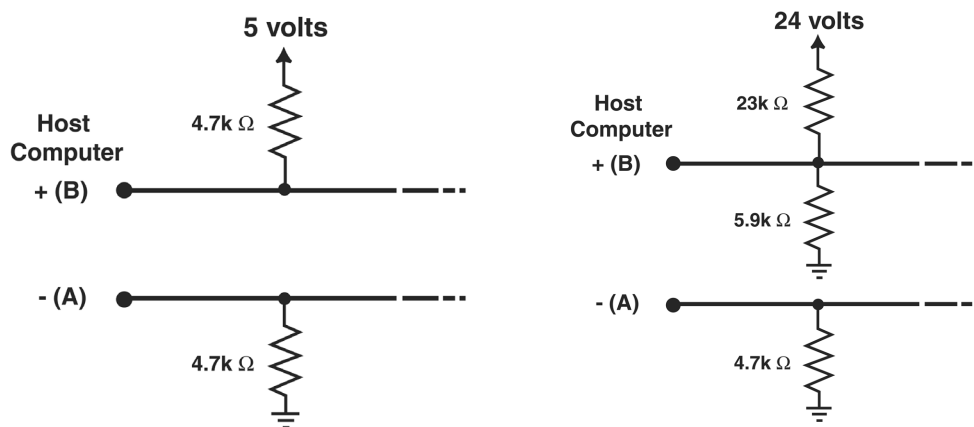 5 volts
4.7k Ω
Host
Computer
+ (B)
- (A)
4.7k Ω
24 volts
23k Ω
Host
Computer
+ (B)
5.9k Ω
- (A)
4.7k Ω